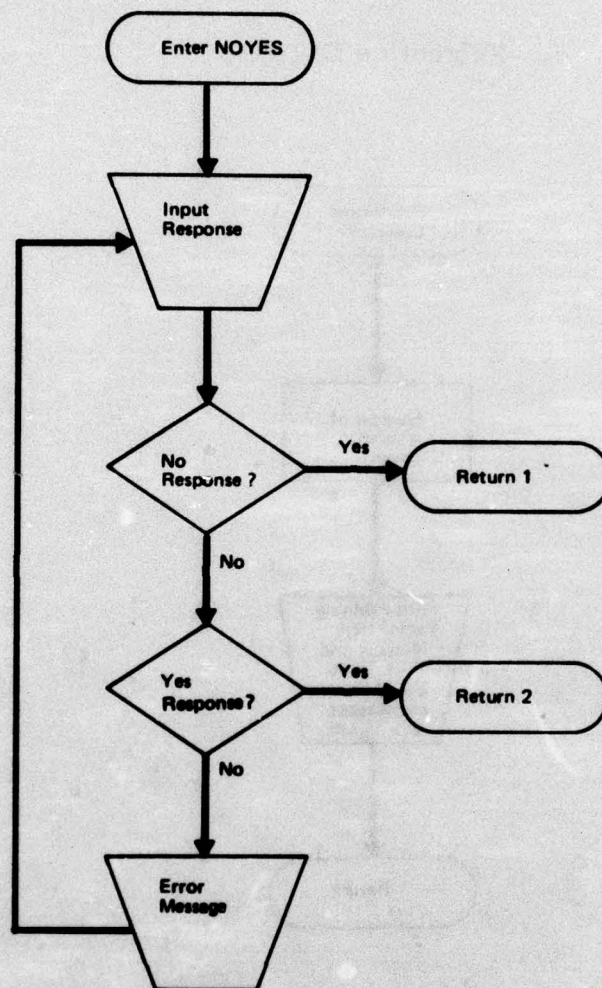 Enter NOYES
Input
Response
No
Response ?
Yes
Return 1
No
Yes
Response?
Yes
Return 2
No
Error
Message